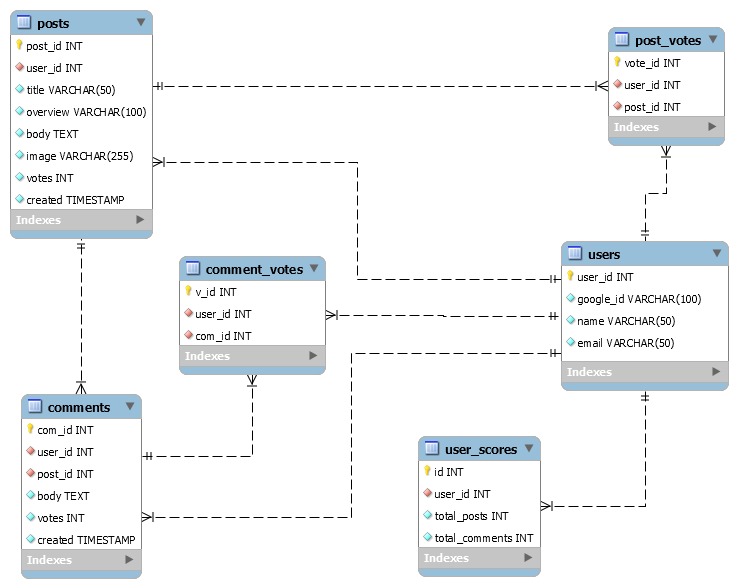 posts
post_id INT
user_id INT
title VARCHAR(50)
overview VARCHAR(100)
body TEXT
image VARCHAR(255)
votes INT
created TIMESTAMP
Indexes
post_votes
vote_id INT
user_id INT
post_id INT
Indexes
comment_votes
v_id INT
user_id INT
com_id INT
Indexes
users
user_id INT
google_id VARCHAR(100)
name VARCHAR(50)
email VARCHAR(50)
Indexes
comments
com_id INT
user_id INT
post_id INT
body TEXT
votes INT
created TIMESTAMP
Indexes
user_scores
id INT
user_id INT
total_posts INT
total_comments INT
Indexes